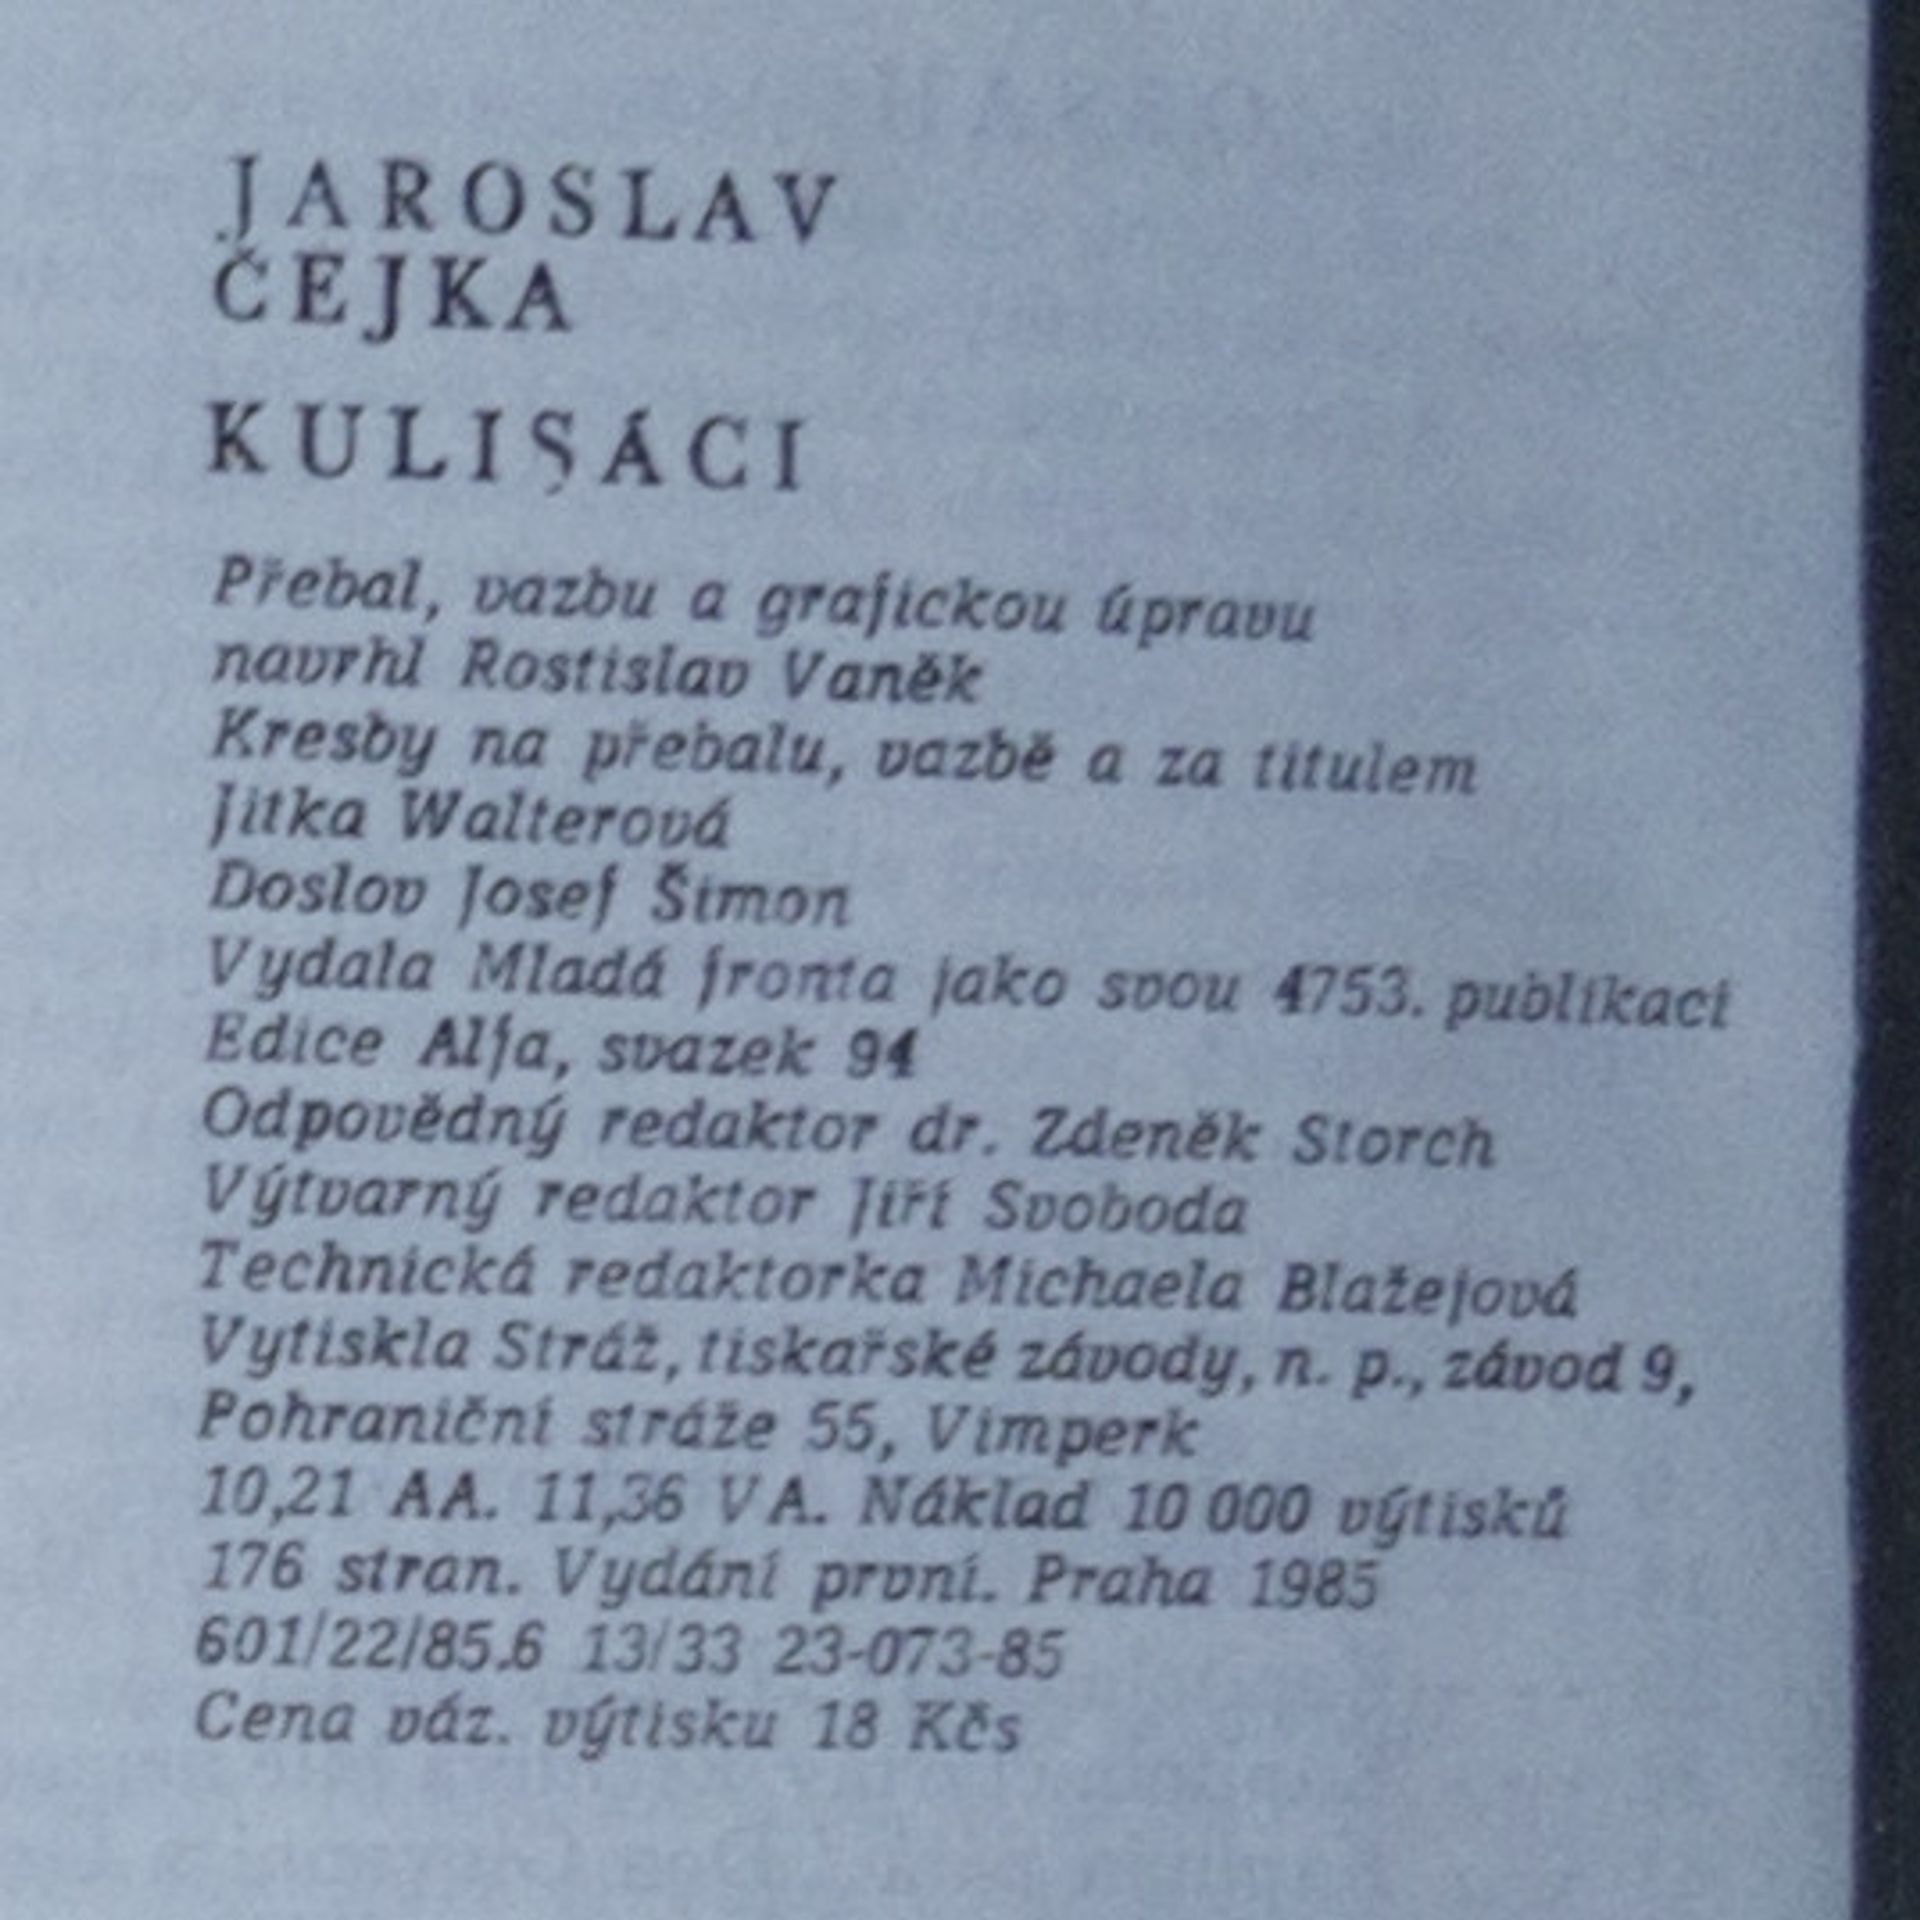 JAROSLAV
ČEJKA
KULISÁCI
Přebal, vazbu a grafickou úpravu
navrhl Rostislav Vaněk
Kresby na přebalu, vazbě a za titulem
Jitka Walterová
Doslov Josef Šimon
Vydala Mladá fronta jako svou 4753. publikaci
Edice Alfa, svazek 94
Odpovědný redaktor dr. Zdeněk Storch
Výtvarný redaktor Jiří Svoboda
Technická redaktorka Michaela Blažejová
Vytiskla Stráž, tiskařské závody, n. p., závod 9,
Pohraniční stráže 55, Vimperk
10,21 AA. 11,36 VA. Náklad 10 000 výtisků
176 stran. Vydání první. Praha 1985
601/22/85.6 13/33 23-073-85
Cena váz. výtisku 18 Kčs